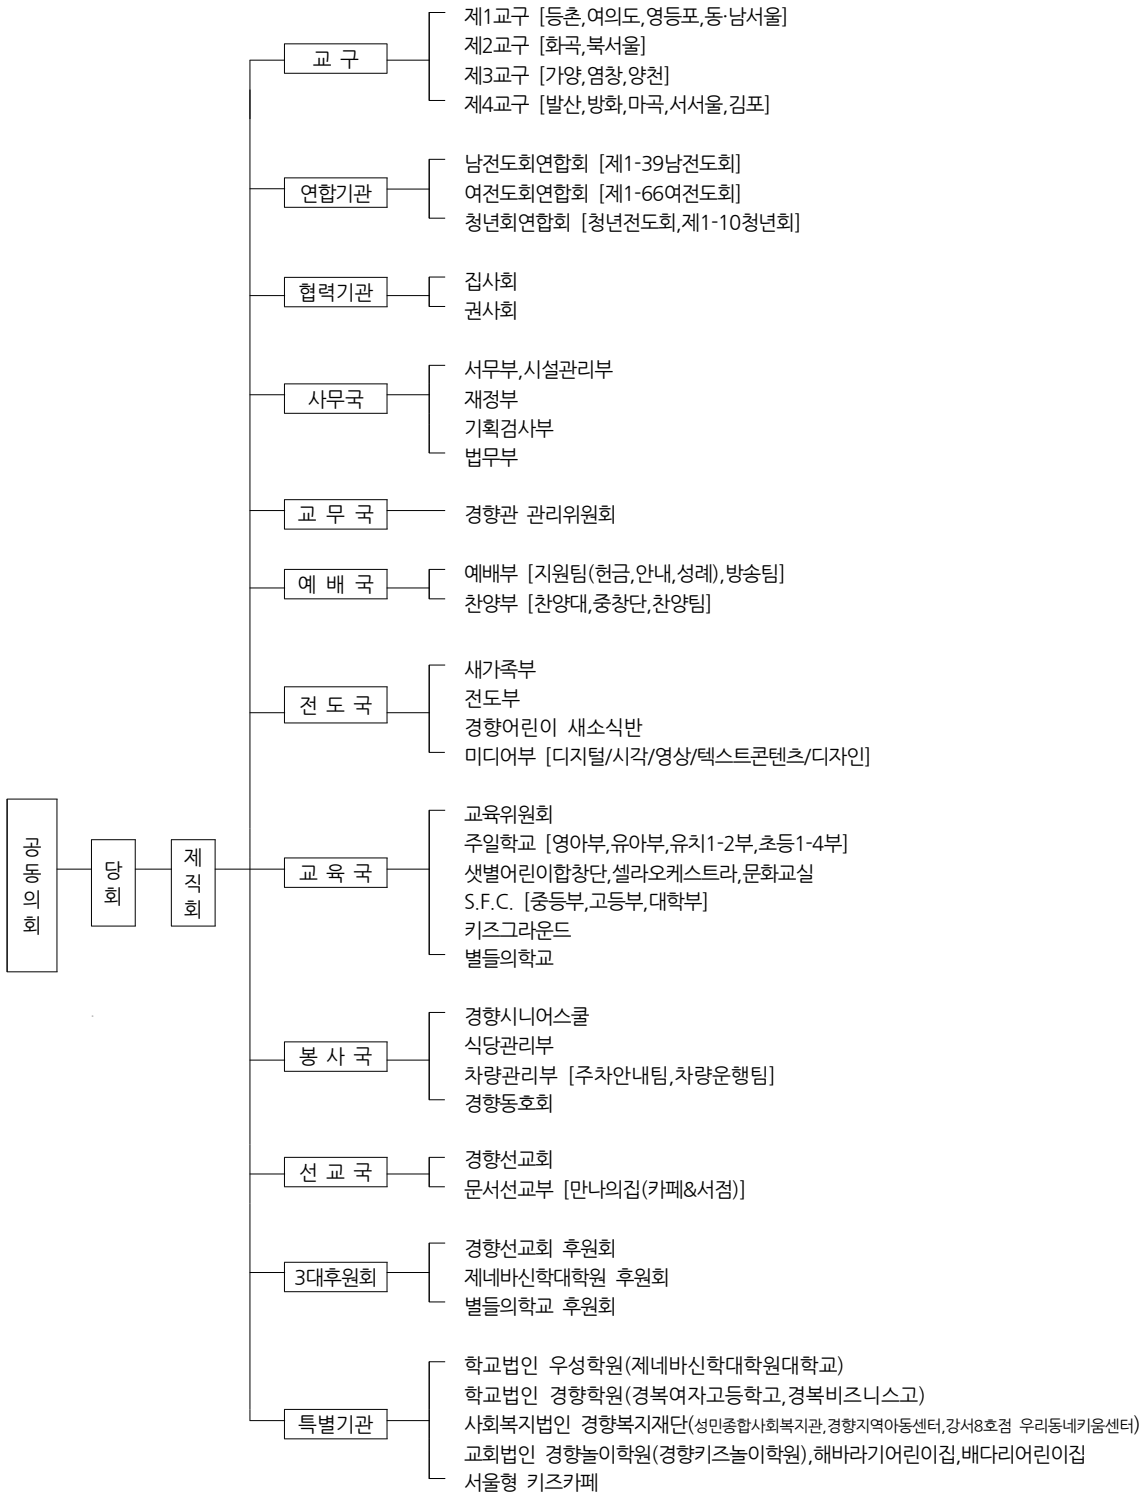 교 구
제1교구 [등촌,여의도,영등포,동·남서울]
제2교구 [화곡,북서울]
제3교구 [가양,염창,양천]
제4교구 [발산,방화,마곡,서서울,김포]
연합기관
남전도회연합회 [제1-39남전도회]
여전도회연합회 [제1-66여전도회]
청년회연합회 [청년전도회,제1-10청년회]
협력기관
집사회
권사회
사무국
서무부,시설관리부
재정부
기획검사부
법무부
교 무 국
경향관 관리위원회
예 배 국
예배부 [지원팀(헌금,안내,성례),방송팀]
찬양부 [찬양대,중창단,찬양팀]
전 도 국
새가족부
전도부
경향어린이 새소식반
미디어부 [디지털/시각/영상/텍스트콘텐츠/디자인]
공동의회
당회
제직회
교 육 국
교육위원회
주일학교 [영아부,유아부,유치1-2부,초등1-4부]
샛별어린이합창단,셀라오케스트라,문화교실
S.F.C. [중등부,고등부,대학부]
키즈그라운드
별들의학교
봉 사 국
경향시니어스쿨
식당관리부
차량관리부 [주차안내팀,차량운행팀]
경향동호회
선 교 국
경향선교회
문서선교부 [만나의집(카페&서점)]
3대후원회
경향선교회 후원회
제네바신학대학원 후원회
별들의학교 후원회
특별기관
학교법인 우성학원(제네바신학대학원대학교)
학교법인 경향학원(경복여자고등학교,경복비즈니스고)
사회복지법인 경향복지재단(성민종합사회복지관,경향지역아동센터,강서8호점 우리동네키움센터)
교회법인 경향놀이학원(경향키즈놀이학원),해바라기어린이집,배다리어린이집
서울형 키즈카페